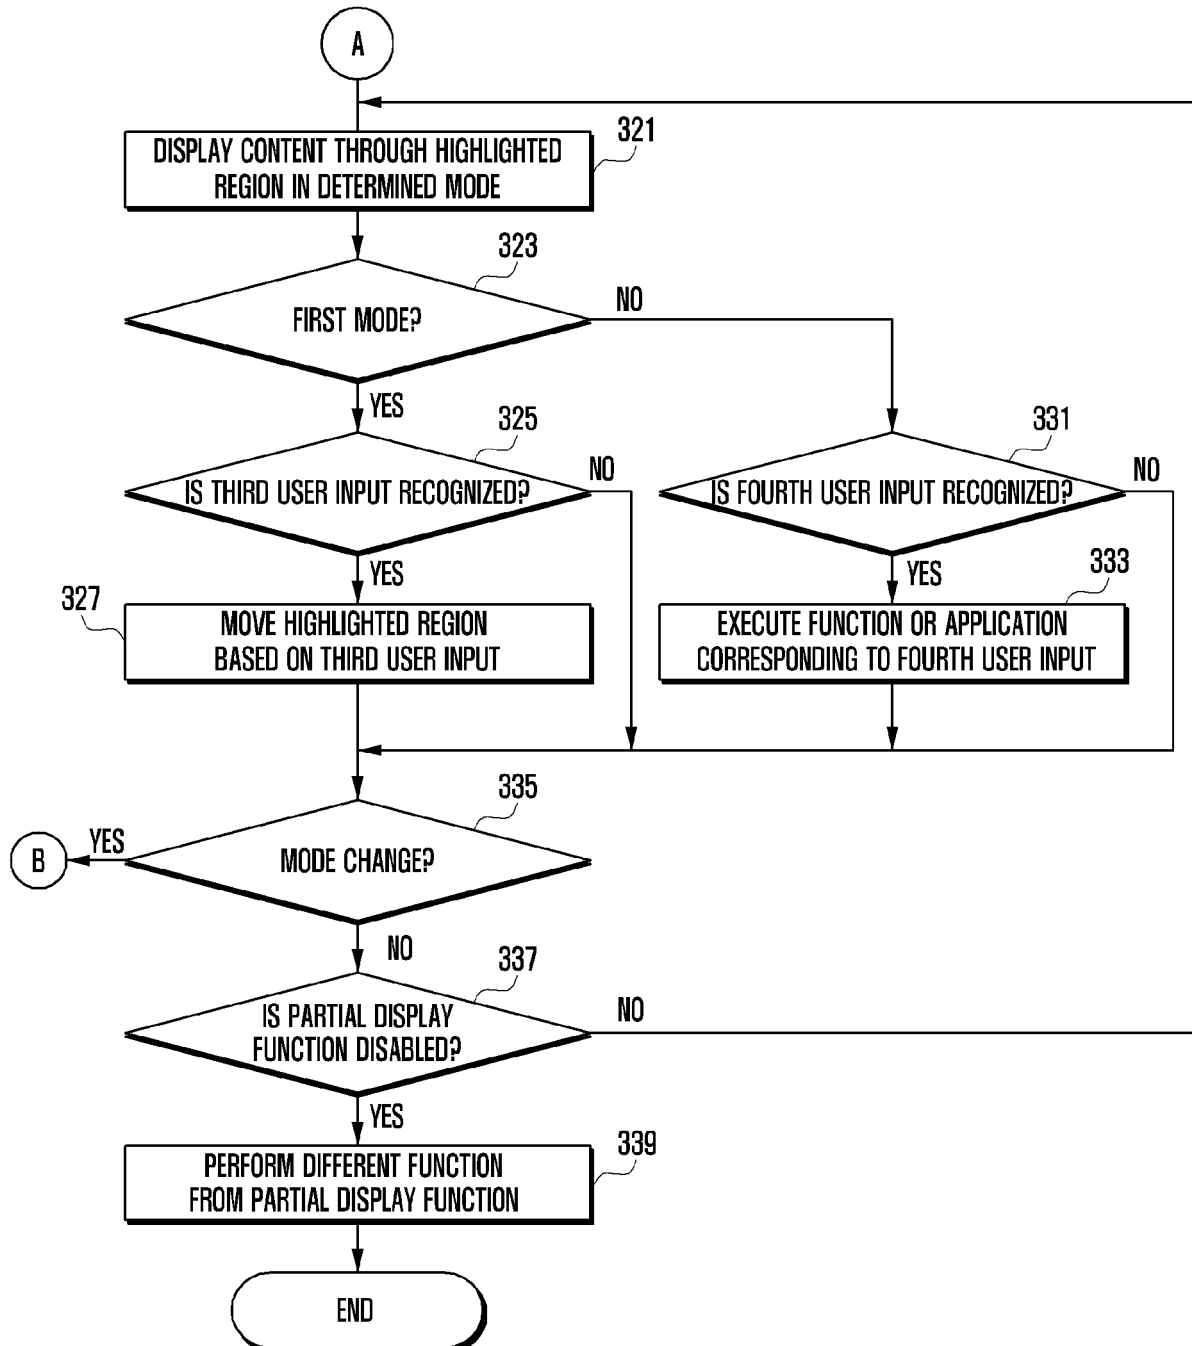 A
321
DISPLAY CONTENT THROUGH HIGHLIGHTED
REGION IN DETERMINED MODE
323
FIRST MODE?
NO
YES
325
IS THIRD USER INPUT RECOGNIZED?
NO
331
IS FOURTH USER INPUT RECOGNIZED?
NO
YES
327
MOVE HIGHLIGHTED REGION
BASED ON THIRD USER INPUT
YES
333
EXECUTE FUNCTION OR APPLICATION
CORRESPONDING TO FOURTH USER INPUT
335
MODE CHANGE?
YES
B
NO
337
IS PARTIAL DISPLAY
FUNCTION DISABLED?
NO
YES
339
PERFORM DIFFERENT FUNCTION
FROM PARTIAL DISPLAY FUNCTION
END